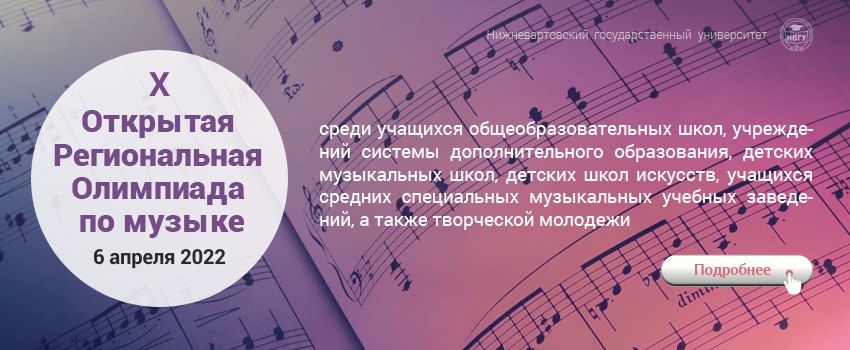 Нижневартовский государственный университет
НВГУ
X
Открытая
Региональная
Олимпиада
по музыке
6 апреля 2022
среди учащихся общеобразовательных школ, учрежде-
ний системы дополнительного образования, детских
музыкальных школ, детских школ искусств, учащихся
средних специальных музыкальных учебных заведе-
ний, а также творческой молодежи
Подробнее